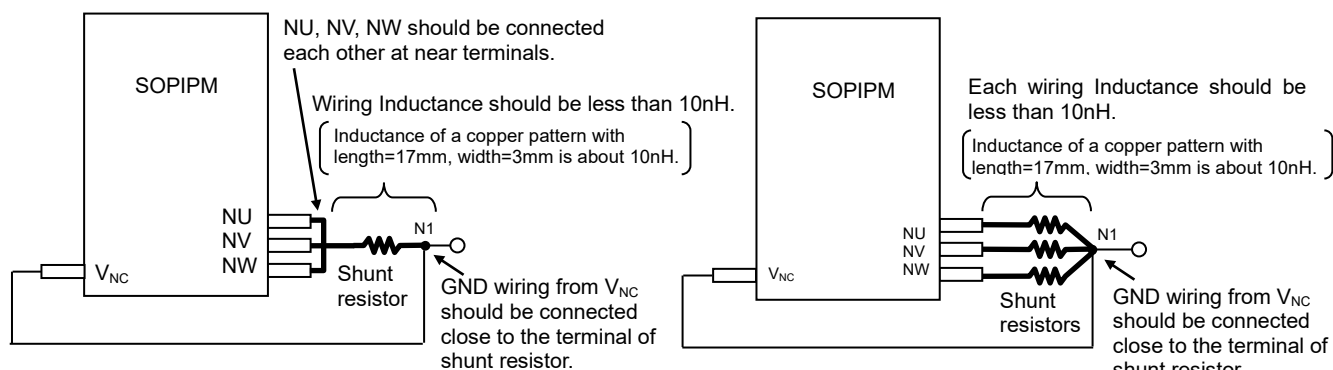 NU, NV, NW should be connected
each other at near terminals.
SOPIPM
Wiring Inductance should be less than 10nH.
Inductance of a copper pattern with
length=17mm, width=3mm is about 10nH.
NU
NV
NW
N1
VNC
Shunt
resistor
GND wiring from VNC
should be connected
close to the terminal of
shunt resistor.
SOPIPM
Each wiring Inductance should be
less than 10nH.
Inductance of a copper pattern with
length=17mm, width=3mm is about 10nH.
NU
NV
NW
N1
VNC
Shunt
resistors
GND wiring from VNC
should be connected
close to the terminal of
shunt resistor